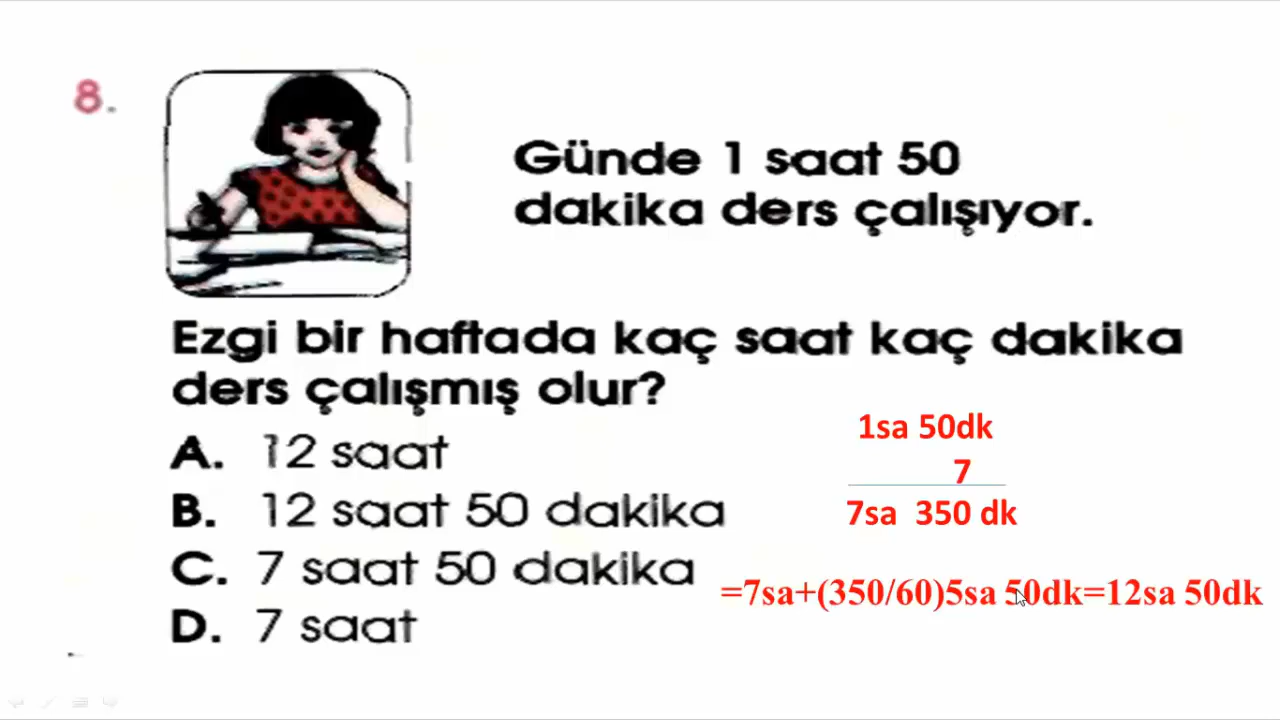 8.
Günde 1 saat 50
dakika ders çalışıyor.
Ezgi bir haftada kaç saat kaç dakika
ders çalışmış olur?
A. 12 saat
B. 12 saat 50 dakika
C. 7 saat 50 dakika
D. 7 saat
1sa 50dk
7
7sa 350 dk
=7sa+(350/60)5sa 50dk=12sa 50dk